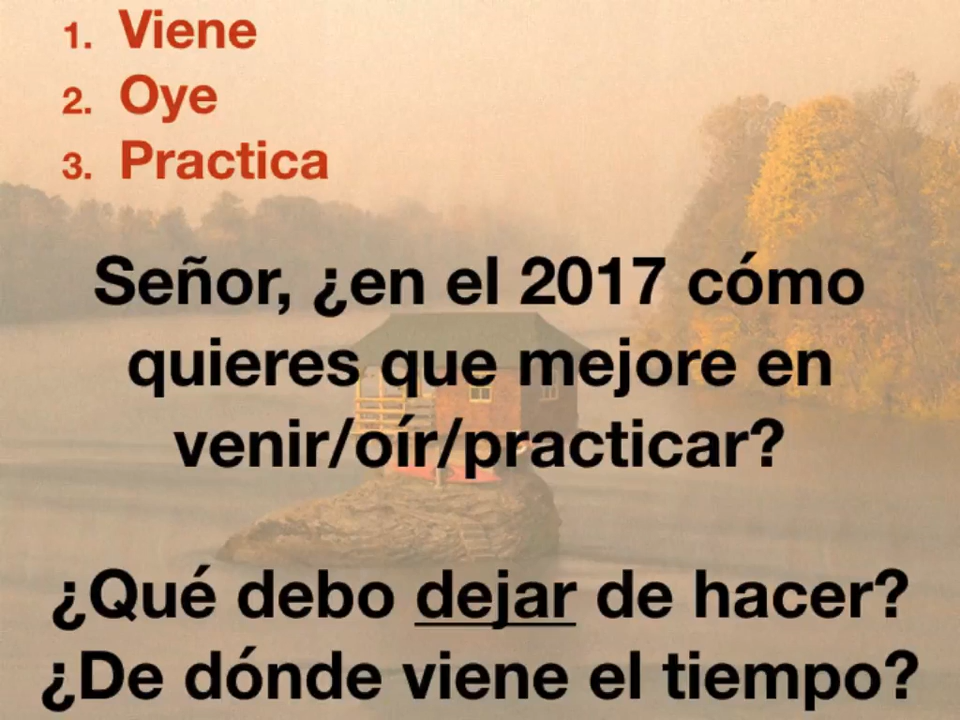 1. Viene
2. Oye
3. Practica
Señor, ¿en el 2017 cómo
quieres que mejore en
venir/oír/practicar?
¿Qué debo dejar de hacer?
¿De dónde viene el tiempo?